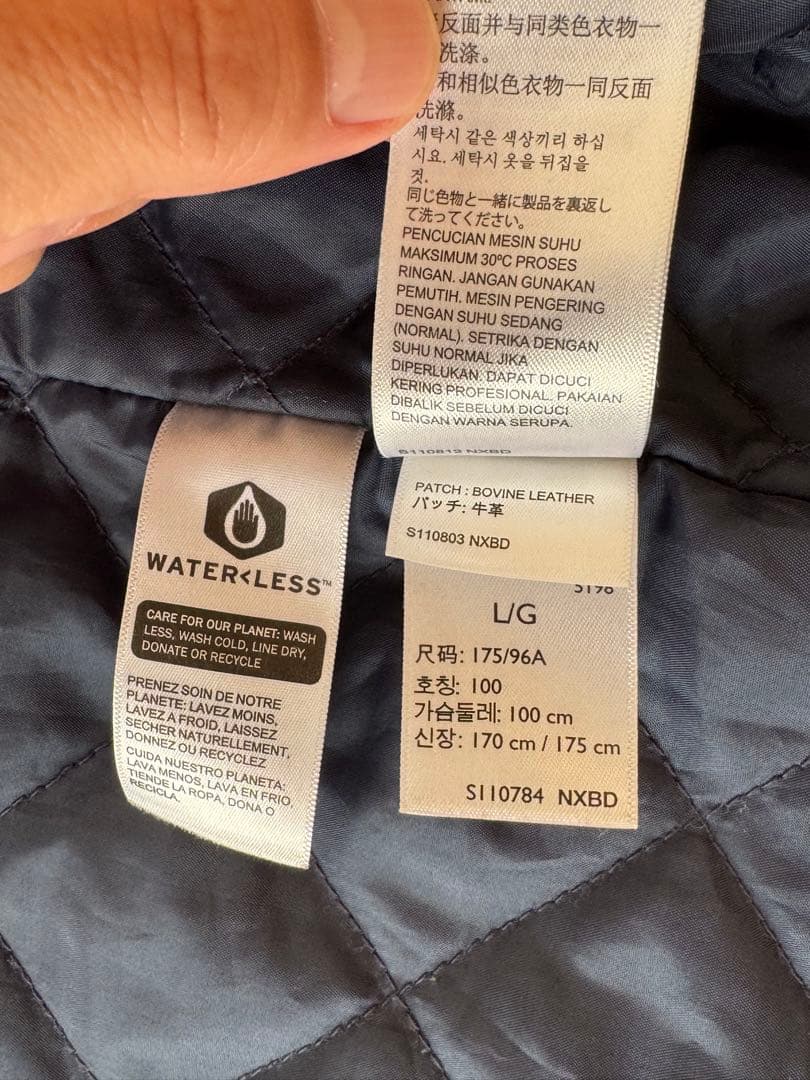 反面并与同类色衣物一
洗涤。
和相似色衣物一同反面
洗滌。
세탁시 같은 색상끼리 하십
시요. 세탁시 옷을 뒤집을
것.
同じ色物と一緒に製品を裏返し
て洗ってください。
PENCUCIAN MESIN SUHU
MAKSIMUM 30ºC PROSES
RINGAN. JANGAN GUNAKAN
PEMUTIH. MESIN PENGERING
DENGAN SUHU SEDANG
(NORMAL). SETRIKA DENGAN
SUHU NORMAL JIKA
DIPERLUKAN. DAPAT DICUCI
KERING PROFESIONAL. PAKAIAN
DIBALIK SEBELUM DICUCI
DENGAN WARNA SERUPA.
S110812 NXBD
PATCH : BOVINE LEATHER
パッチ: 牛革
S110803 NXBD
L/G
尺码: 175/96A
호칭: 100
가슴둘레: 100 cm
신장: 170 cm / 175 cm
S110784 NXBD
WATER<LESS™
CARE FOR OUR PLANET: WASH
LESS, WASH COLD, LINE DRY,
DONATE OR RECYCLE
PRENEZ SOIN DE NOTRE
PLANETE: LAVEZ MOINS,
LAVEZ A FROID, LAISSEZ
SECHER NATURELLEMENT,
DONNEZ OU RECYCLEZ
CUIDA NUESTRO PLANETA:
LAVA MENOS, LAVA EN FRIO,
TIENDE LA ROPA, DONA O
RECICLA.